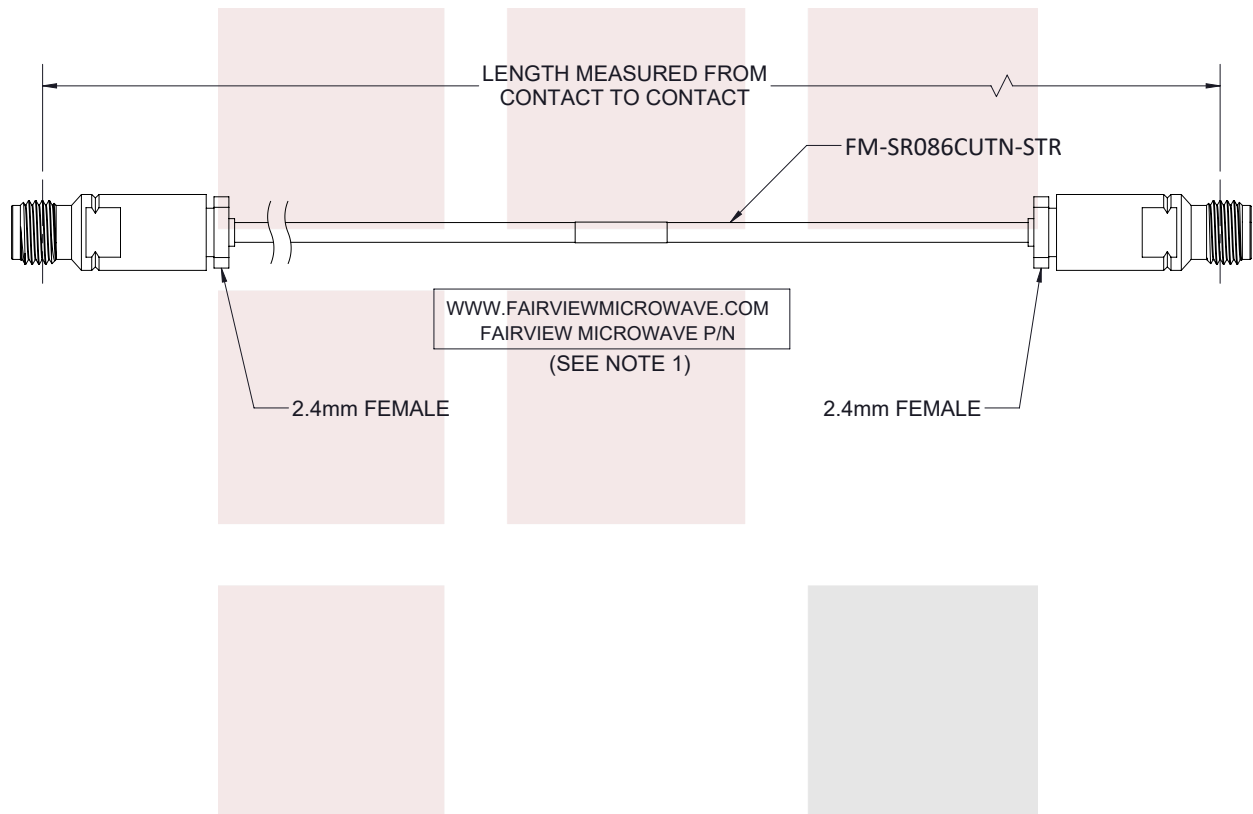 LENGTH MEASURED FROM
CONTACT TO CONTACT
FM-SR086CUTN-STR
WWW.FAIRVIEWMICROWAVE.COM
FAIRVIEW MICROWAVE P/N
(SEE NOTE 1)
2.4mm FEMALE
2.4mm FEMALE